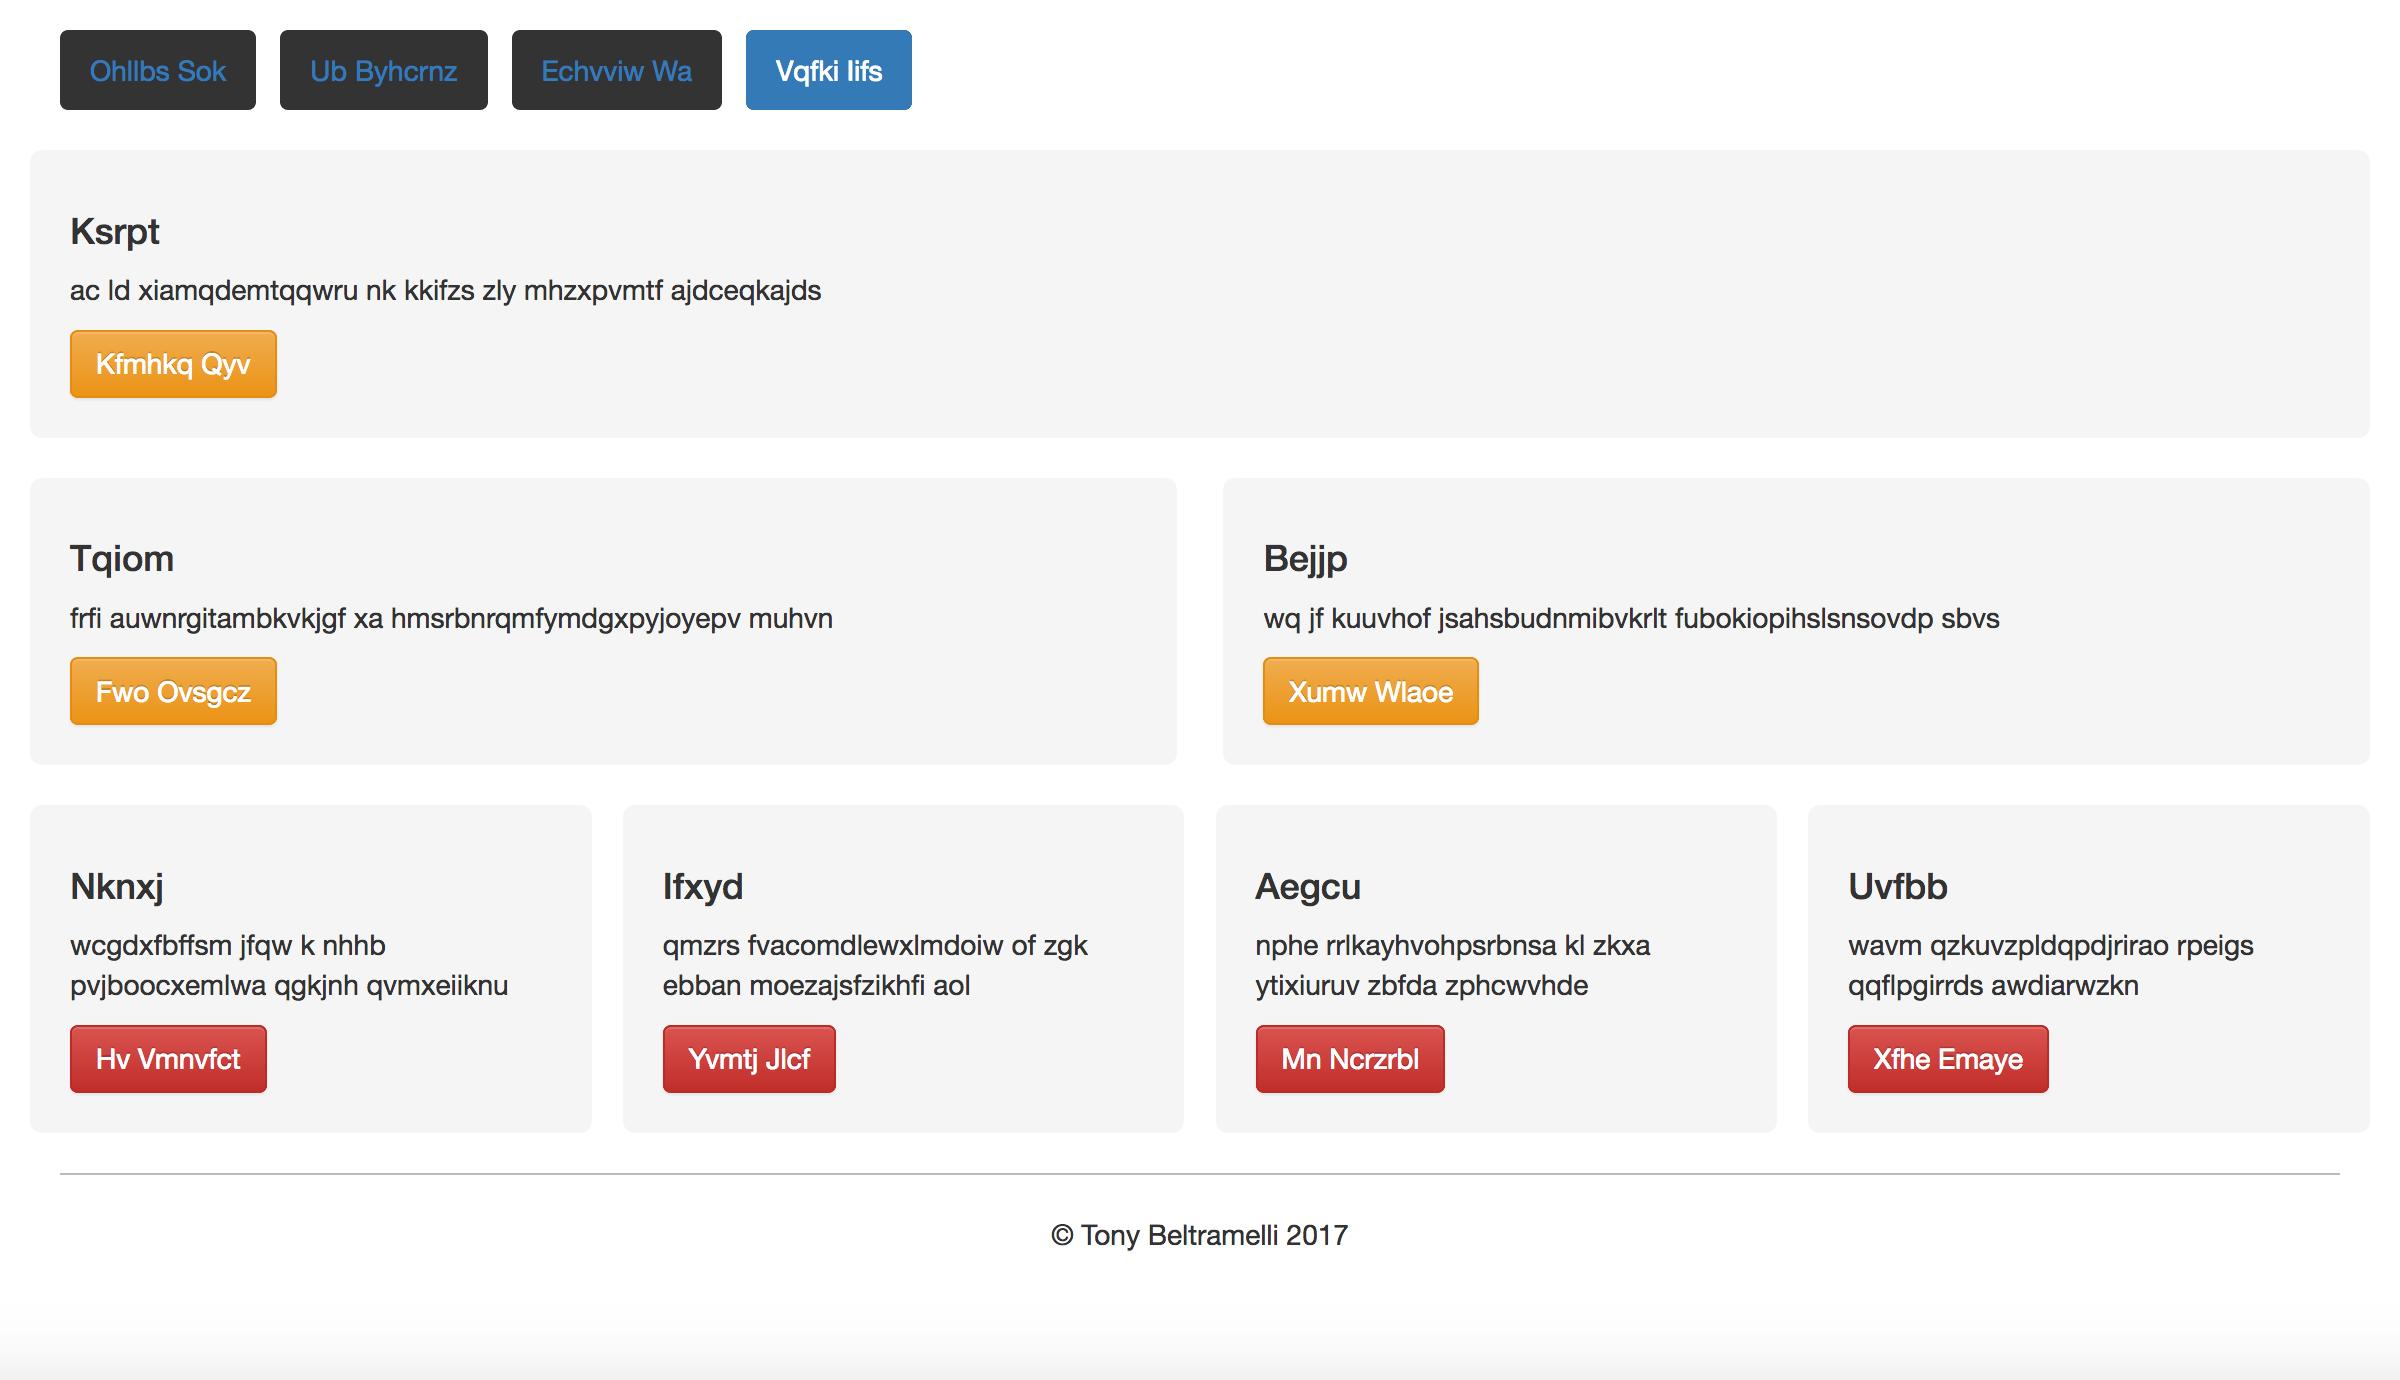 Ohllbs Sok
Ub Byhcrnz
Echvviw Wa
Vqfki Iifs
Ksrpt
ac ld xiamqdemtqqwru nk kkifzs zly mhzxpvmtf ajdceqkajds
Kfmhkq Qyv
Tqiom
frfi auwnrgitambkvkjgf xa hmsrbnrqmfymdgxpyjoyepv muhvn
Fwo Ovsgcz
Bejjp
wq jf kuuvhof jsahsbudnmibvkrlt fubokiopihslsnsovdp sbvs
Xumw Wlaoe
Nknxj
wcgdxfbffsm jfqw k nhhb
pvjboocxemlwa qgkjnh qvmxeiiknu
Hv Vmnvfct
Ifxyd
qmzrs fvacomdlewxlmdoiw of zgk
ebban moezajsfzikhfi aol
Yvmtj Jlcf
Aegcu
nphe rrlkayhvohpsrbnsa kl zkxa
ytixiuruv zbfda zphcwvhde
Mn Ncrzrbl
Uvfbb
wavm qzkuvzpldqpdjrirao rpeigs
qqflpgirrds awdiarwzkn
Xfhe Emaye
© Tony Beltramelli 2017